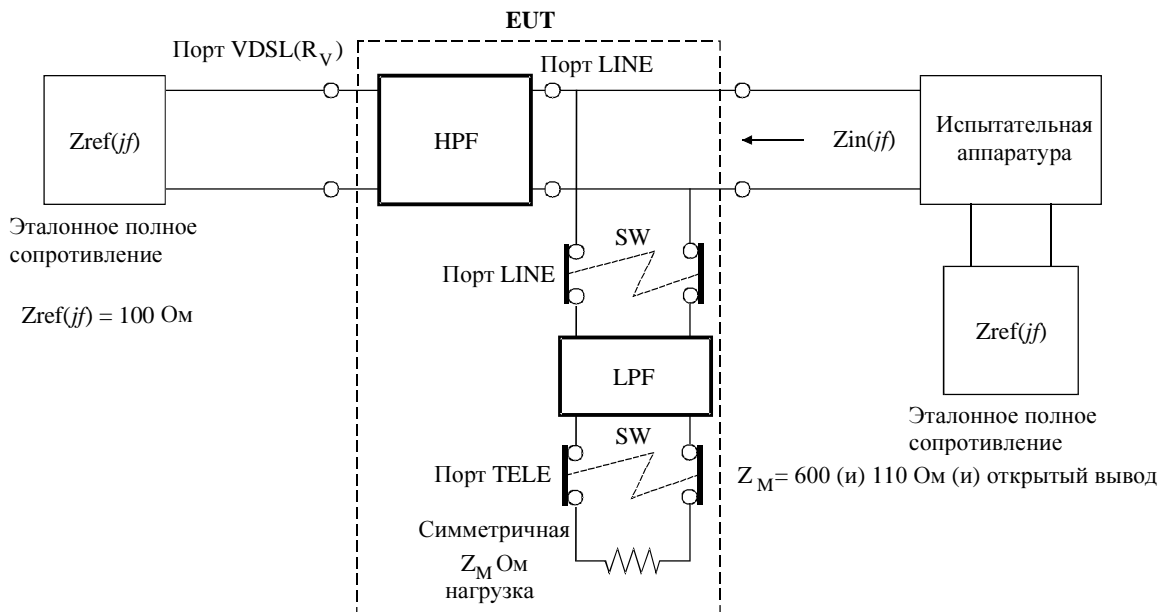 EUT
Порт VDSL(R_V)
Порт LINE
Zref(jf)
HPF
Zin(jf)
Испытательная
аппаратура
Эталонное полное
сопротивление
Zref(jf) = 100 Ом
SW
Порт LINE
LPF
Zref(jf)
Эталонное полное
сопротивление
SW
Порт TELE
Z_M = 600 (и) 110 Ом (и) открытый вывод
Симметричная
Z_M Ом
нагрузка